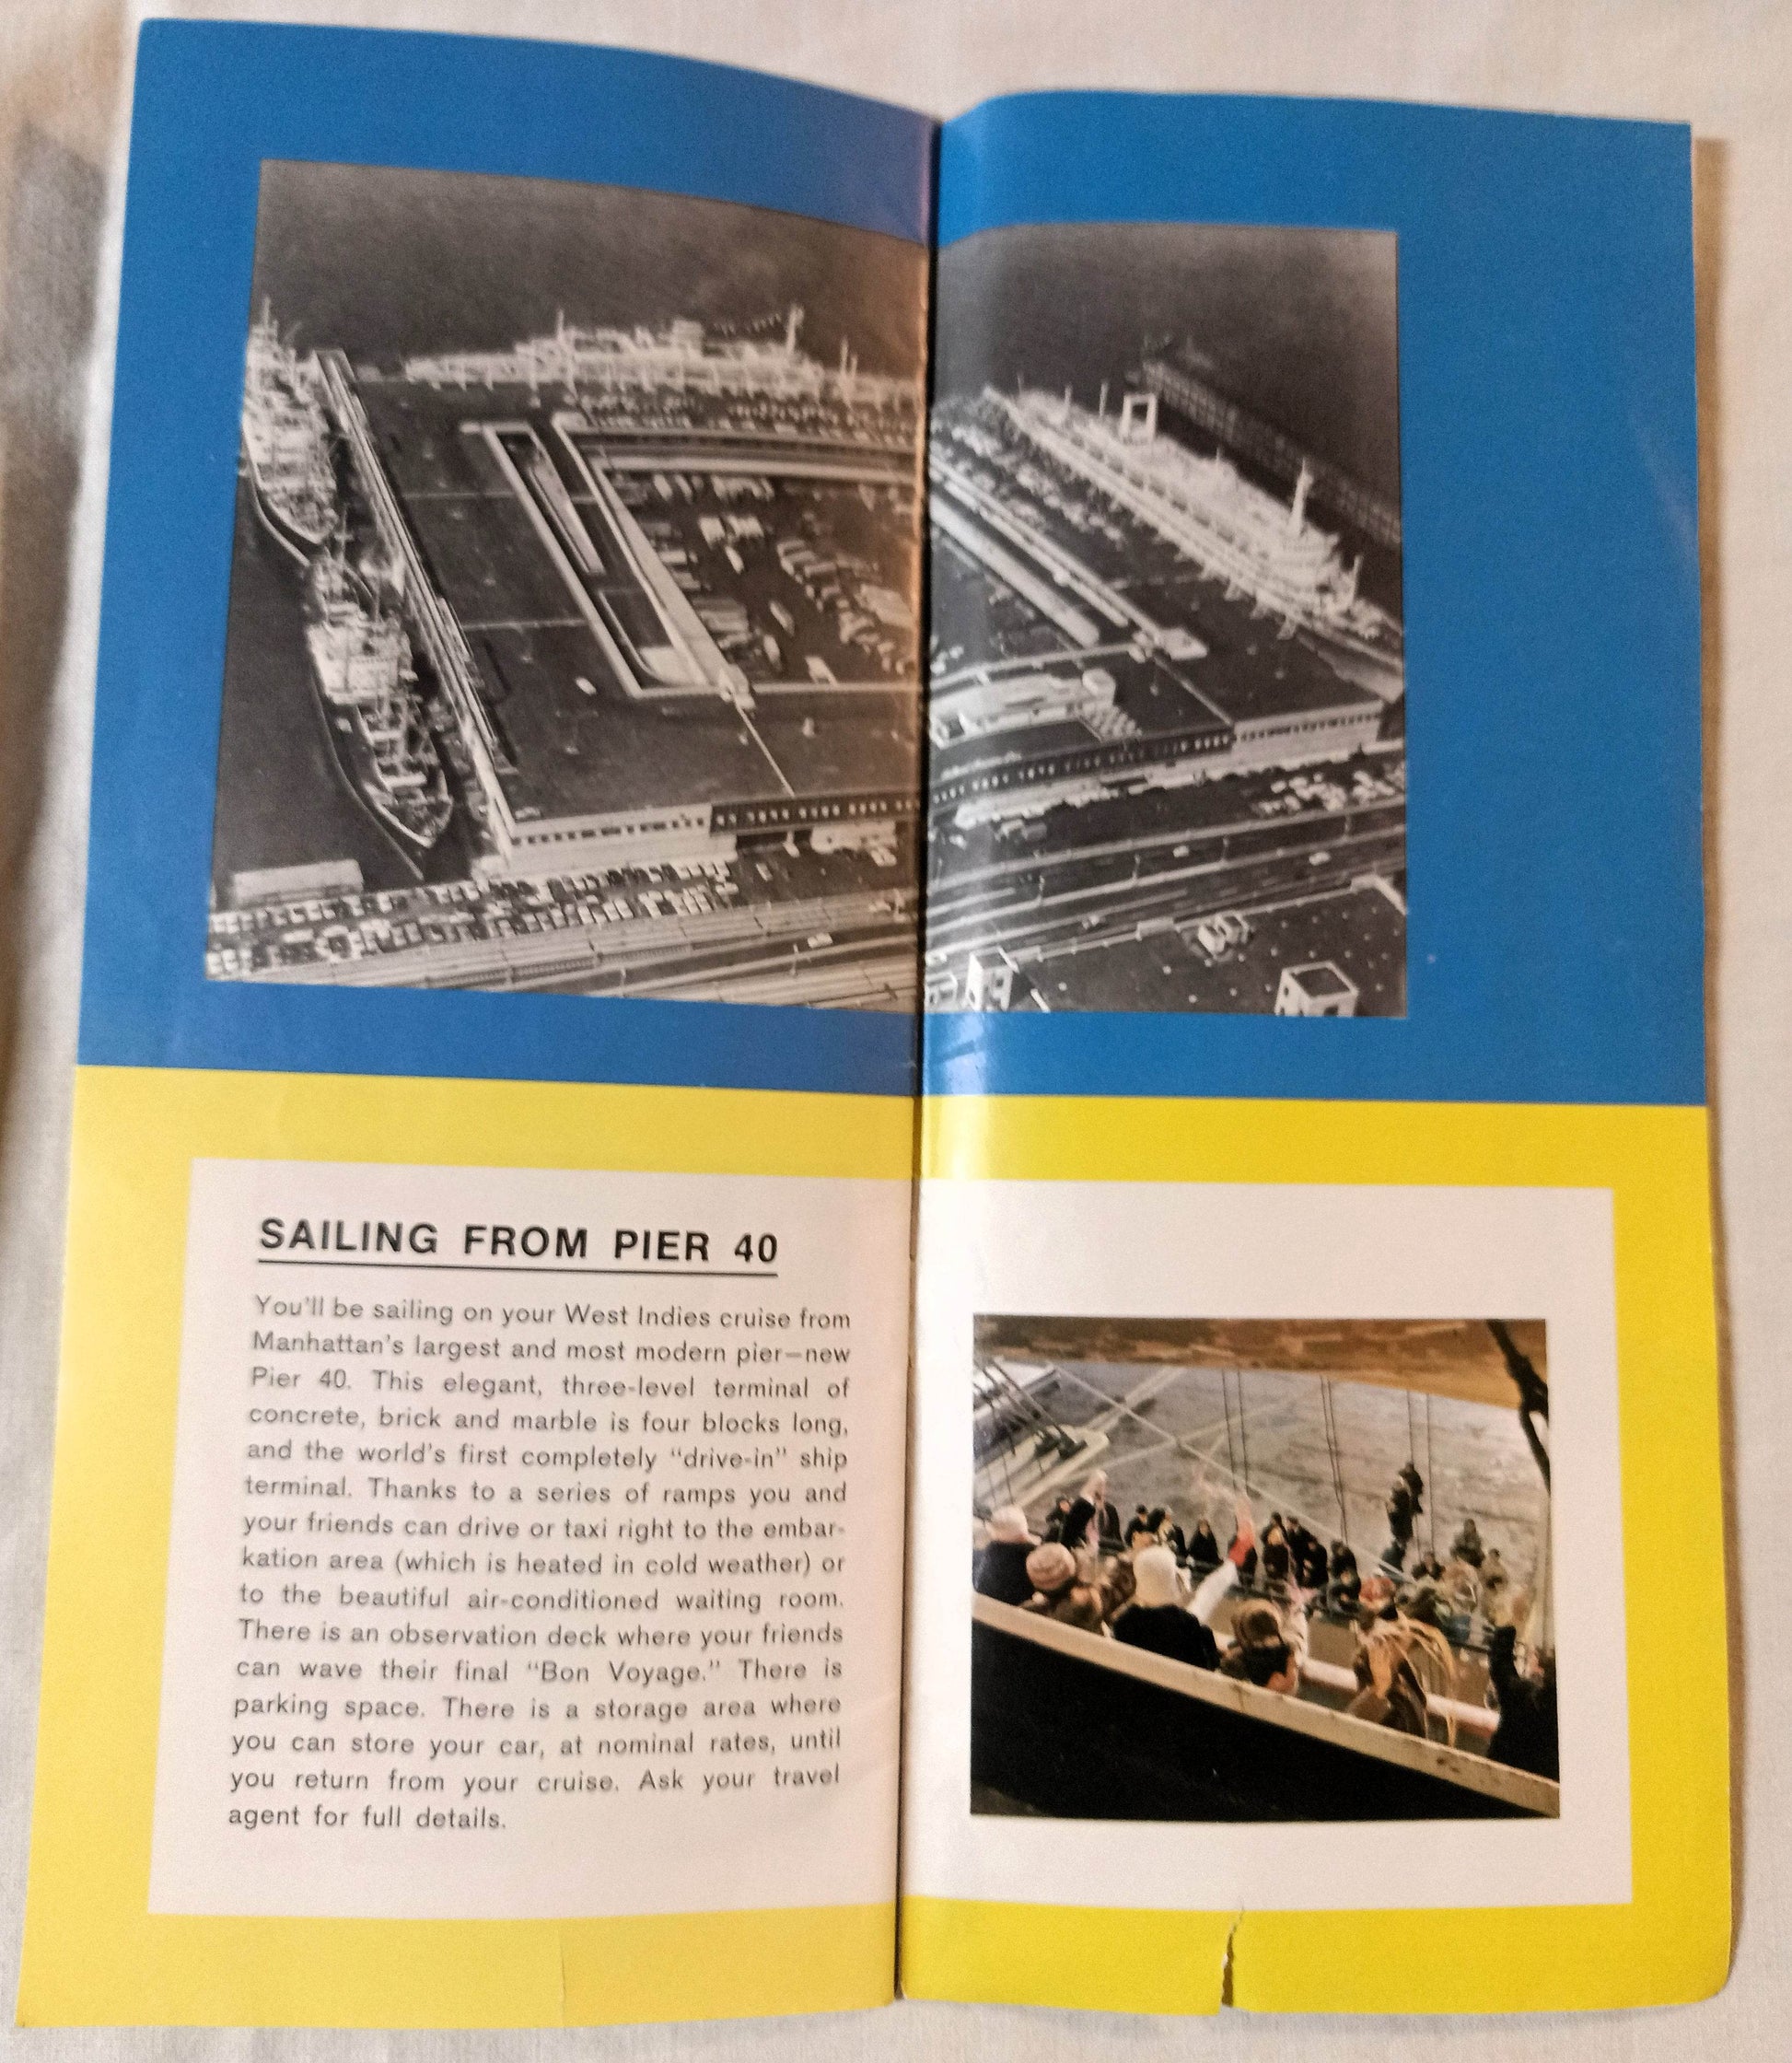 SAILING FROM PIER 40
You'll be sailing on your West Indies cruise from
Manhattan's largest and most modern pier—new
Pier 40. This elegant, three-level terminal of
concrete, brick and marble is four blocks long,
and the world's first completely “drive-in” ship
terminal. Thanks to a series of ramps you and
your friends can drive or taxi right to the embar-
kation area (which is heated in cold weather) or
to the beautiful air-conditioned waiting room.
There is an observation deck where your friends
can wave their final “Bon Voyage.” There is
parking space. There is a storage area where
you can store your car, at nominal rates, until
you return from your cruise. Ask your travel
agent for full details.